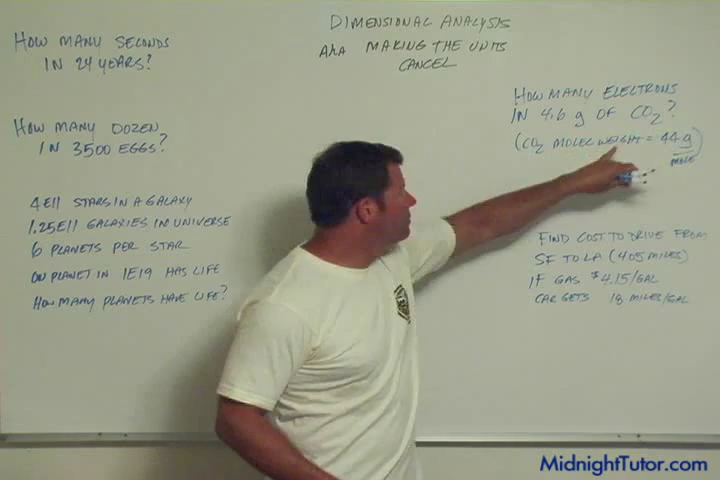 DIMENSIONAL ANALYSIS
AKA MAKING THE UNITS
CANCEL
HOW MANY SECONDS
IN 24 YEARS?
HOW MANY DOZEN
IN 3500 EGGS?
4E11 STARS IN A GALAXY
1.25E11 GALAXIES IN UNIVERSE
6 PLANETS PER STAR
ON PLANET IN 1E19 HAS LIFE
HOW MANY PLANETS HAVE LIFE?
HOW MANY ELECTRONS
IN 4.6 g OF CO2?
(CO2 MOLEC WEIGHT = 44 g
MOLE)
FIND COST TO DRIVE FROM
SF TO LA (405 MILES)
IF GAS $4.15/GAL
CAR GETS 18 MILES/GAL
MidnightTutor.com